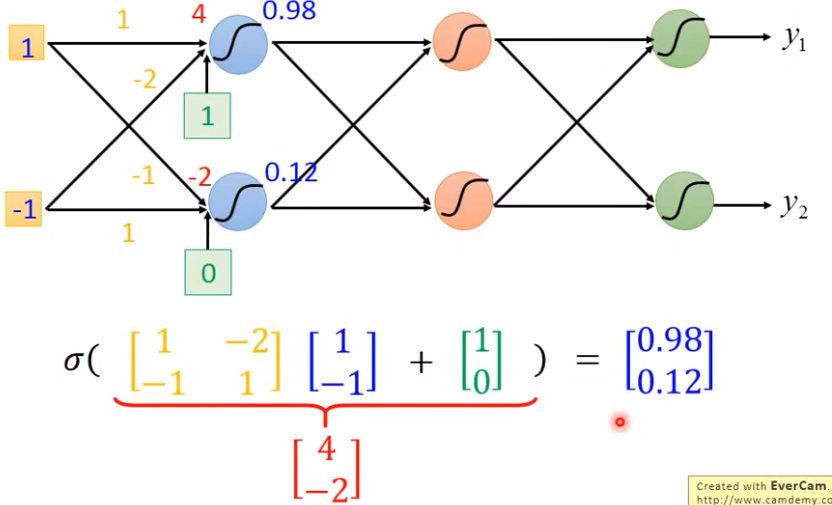 1 4 0.98
1 y₁
-2
1
-1 -2 0.12
-1 y₂
1
0
σ( [1 −2; −1 1] [1; −1] + [1; 0] ) = [0.98; 0.12]
[4; −2]
Created with EverCam.
http://www.camdemy.co